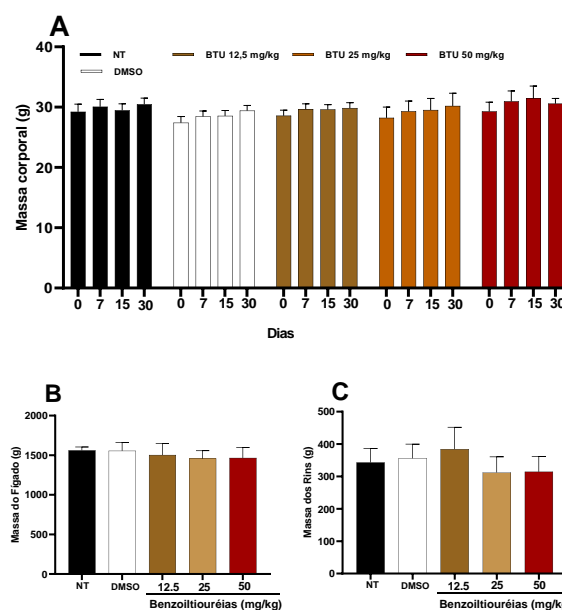 A
NT
BTU 12,5 mg/kg
BTU 25 mg/kg
BTU 50 mg/kg
DMSO
Massa corporal (g)
40
30
20
10
0
0 7 15 30 0 7 15 30 0 7 15 30 0 7 15 30 0 7 15 30
Dias
B
Massa do Fígado (g)
2000
1500
1000
500
0
NT DMSO 12.5 25 50
Benzoiltiouréias (mg/kg)
C
Massa dos Rins (g)
500
400
300
200
100
0
NT DMSO 12.5 25 50
Benzoiltiouréias (mg/kg